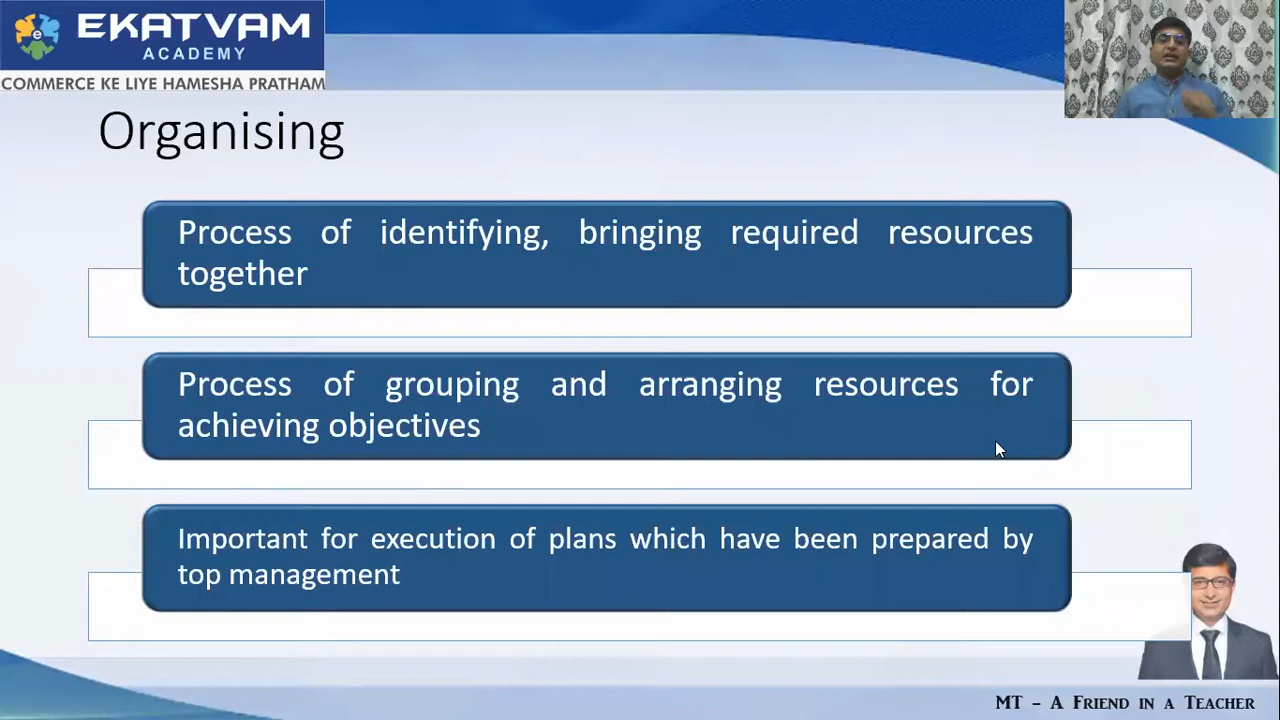 EKATVAM
ACADEMY
COMMERCE KE LIYE HAMESHA PRATHAM
Organising
Process of identifying, bringing required resources
together
Process of grouping and arranging resources for
achieving objectives
Important for execution of plans which have been prepared by
top management
MT - A Friend in a Teacher